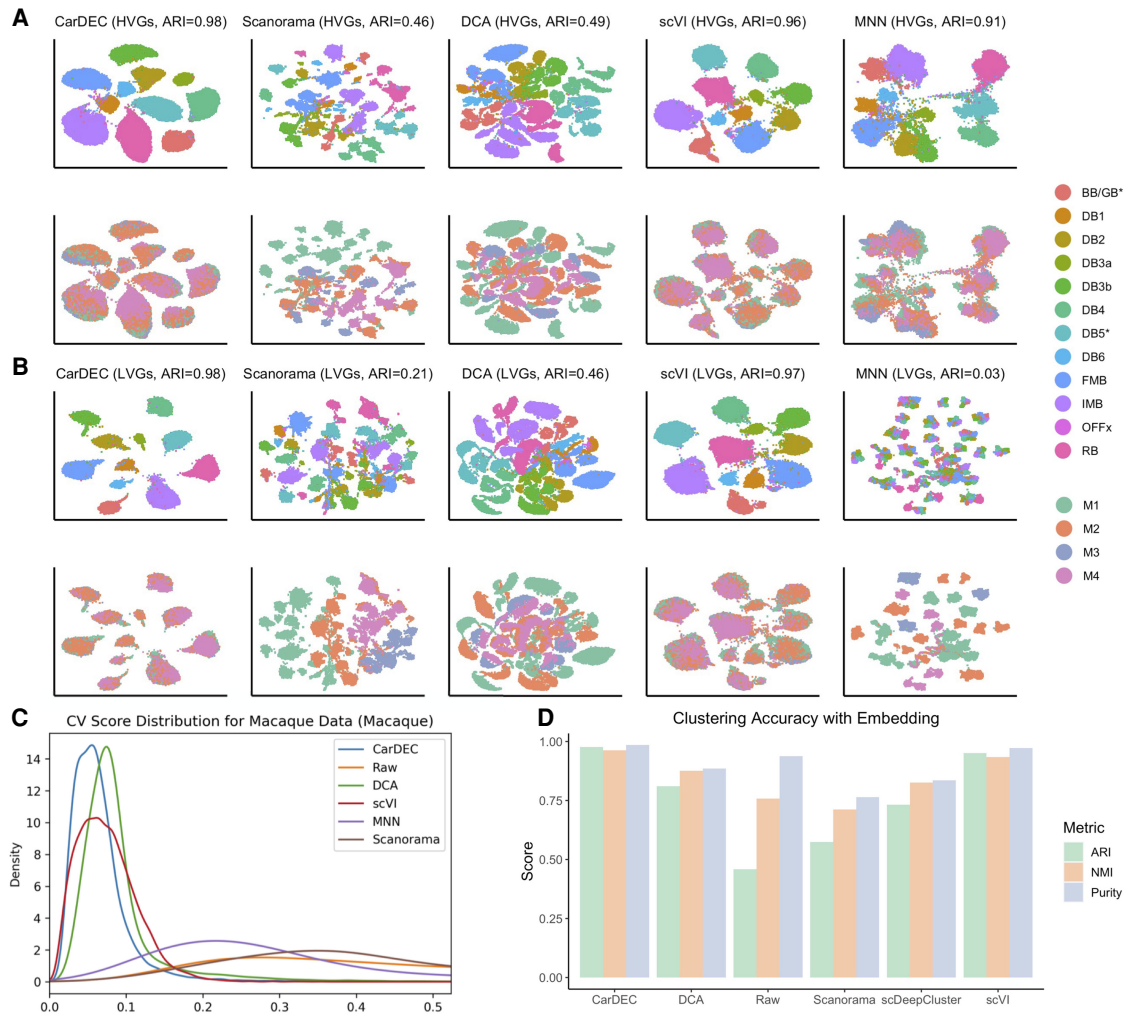 A
CarDEC (HVGs, ARI=0.98)
Scanorama (HVGs, ARI=0.46)
DCA (HVGs, ARI=0.49)
scVI (HVGs, ARI=0.96)
MNN (HVGs, ARI=0.91)
B
CarDEC (LVGs, ARI=0.98)
Scanorama (LVGs, ARI=0.21)
DCA (LVGs, ARI=0.46)
scVI (LVGs, ARI=0.97)
MNN (LVGs, ARI=0.03)
BB/GB*
DB1
DB2
DB3a
DB3b
DB4
DB5*
DB6
FMB
IMB
OFFx
RB
M1
M2
M3
M4
C
CV Score Distribution for Macaque Data (Macaque)
Density
14
12
10
8
6
4
2
0
0.0
0.1
0.2
0.3
0.4
0.5
CarDEC
Raw
DCA
scVI
MNN
Scanorama
D
Clustering Accuracy with Embedding
Score
1.00
0.75
0.50
0.25
0.00
CarDEC
DCA
Raw
Scanorama
scDeepCluster
scVI
Metric
ARI
NMI
Purity